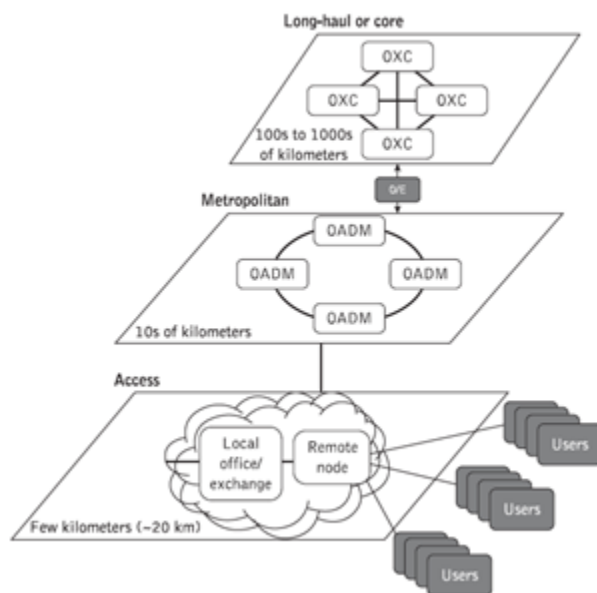 Long-haul or core
OXC
OXC
OXC
OXC
100s to 1000s
of kilometers
O/E
Metropolitan
OADM
OADM
OADM
OADM
10s of kilometers
Access
Local
office/
exchange
Remote
node
Few kilometers (~20 km)
Users
Users
Users